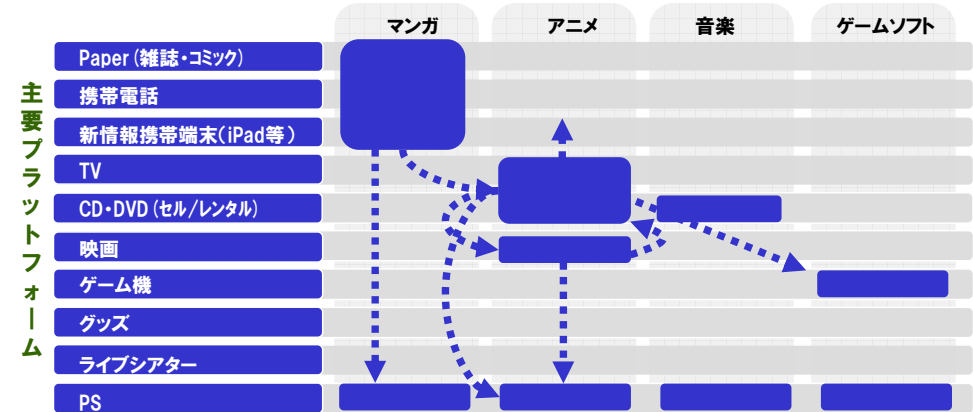 マンガ
アニメ
音楽
ゲームソフト
主要プラットフォーム
Paper(雑誌・コミック)
携帯電話
新情報携帯端末(iPad等)
TV
CD・DVD(セル/レンタル)
映画
ゲーム機
グッズ
ライブシアター
PS